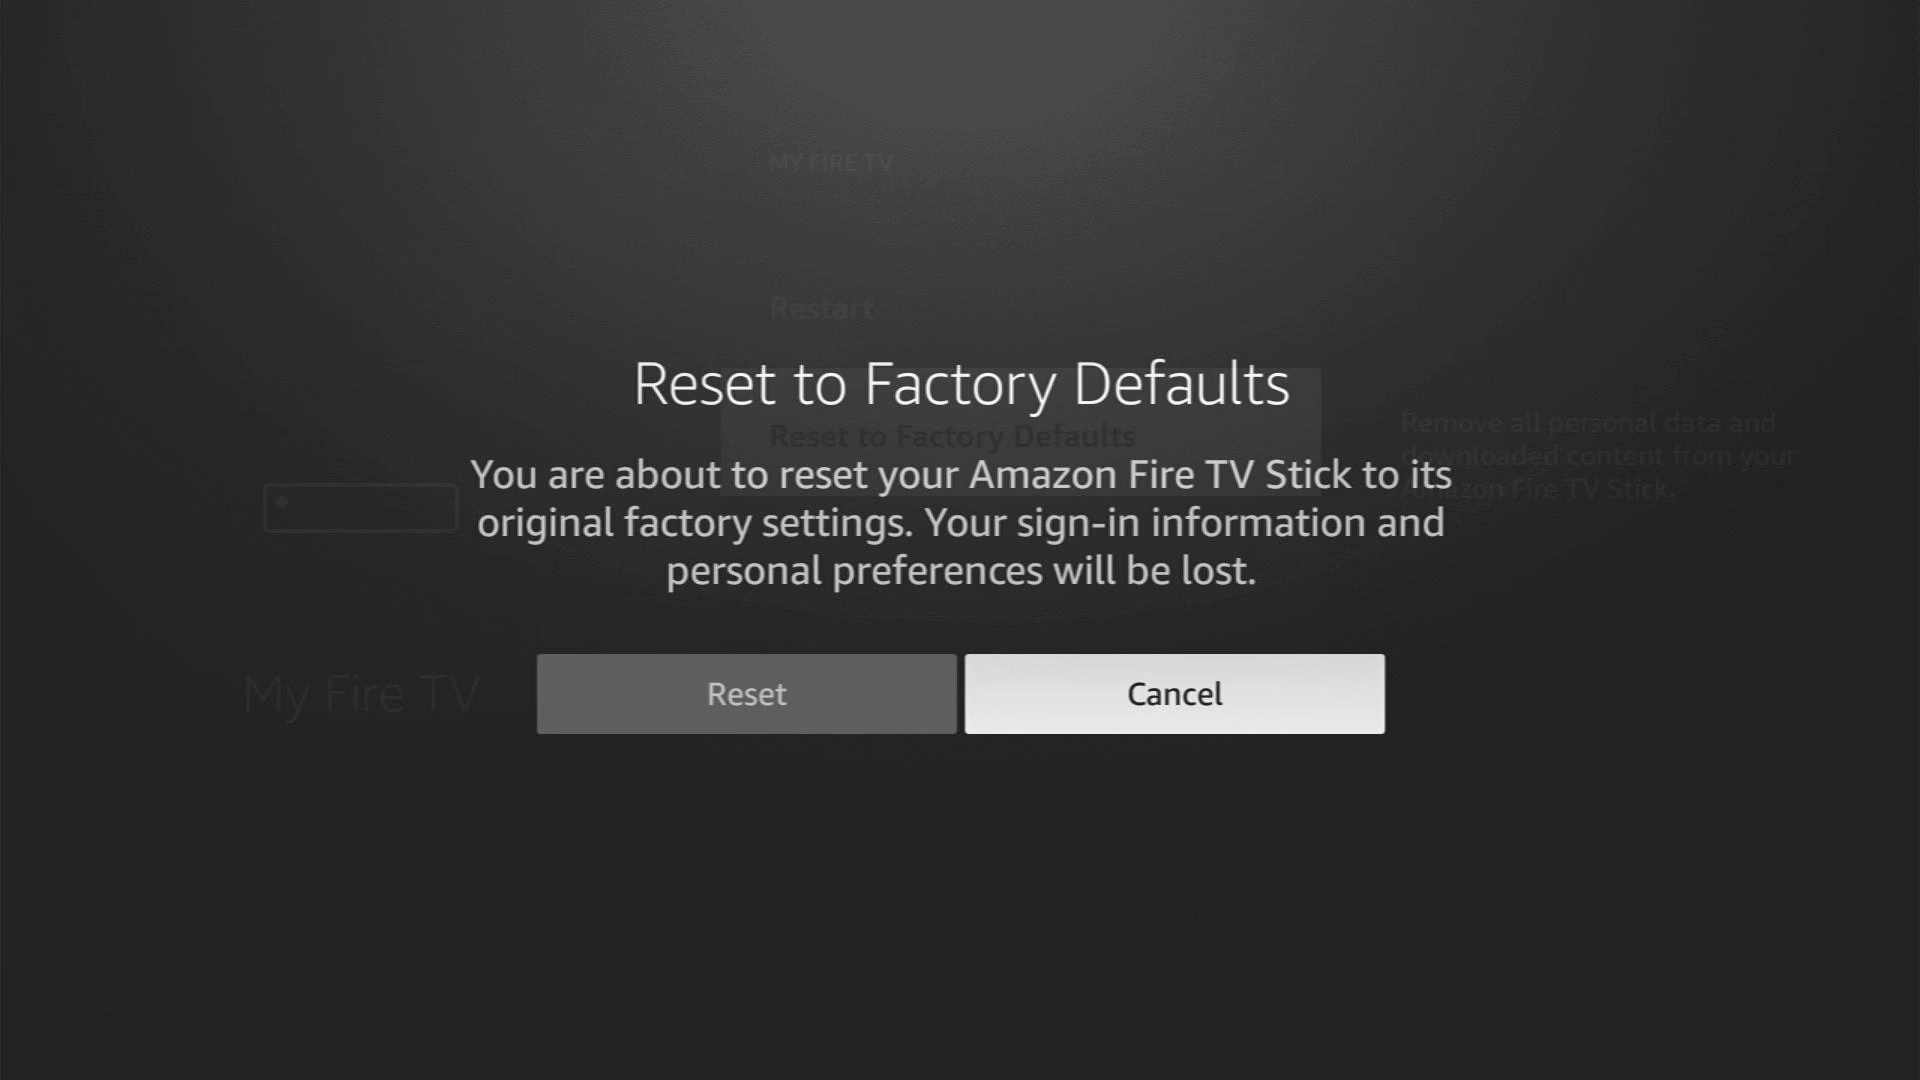 MY FIRE TV
Restart
Reset to Factory Defaults
Reset to Factory Defaults
Remove all personal data and
downloaded content from your
Amazon Fire TV Stick.
You are about to reset your Amazon Fire TV Stick to its
original factory settings. Your sign-in information and
personal preferences will be lost.
My Fire TV
Reset
Cancel